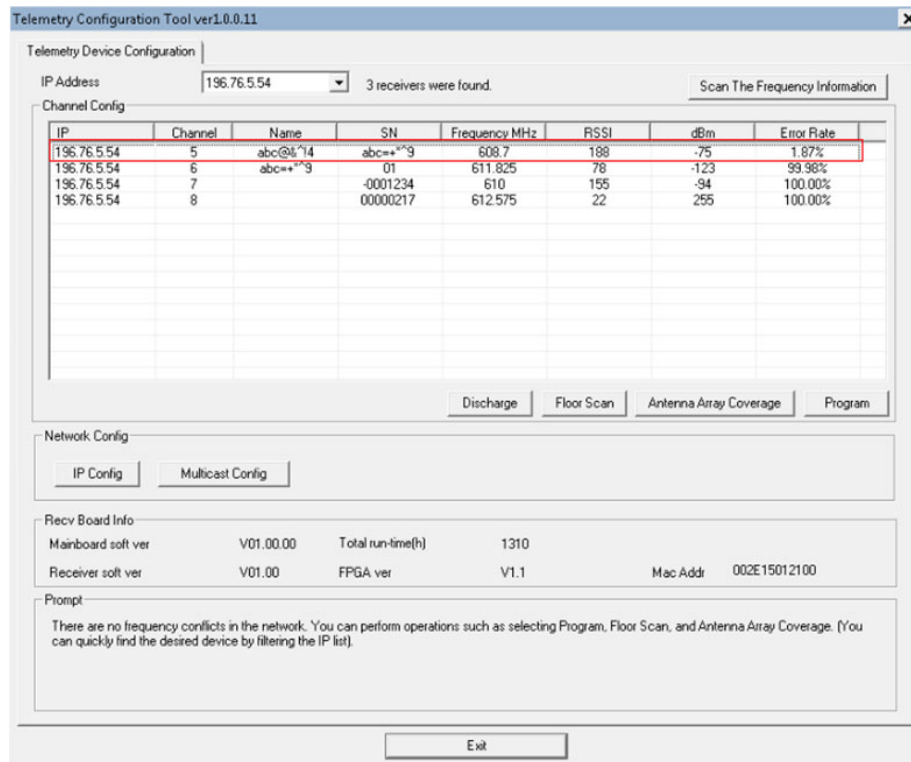 Telemetry Configuration Tool ver1.0.0.11
Telemetry Device Configuration
IP Address 196.76.5.54 3 receivers were found. Scan The Frequency Information
Channel Config
IP Channel Name SN Frequency MHz RSSI dBm Error Rate
196.76.5.54 5 abc@&^!4 abc=+*^9 608.7 188 -75 1.87%
196.76.5.54 6 abc=+*^9 01 611.825 78 -123 99.98%
196.76.5.54 7 -0001234 610 155 -94 100.00%
196.76.5.54 8 00000217 612.575 22 255 100.00%
Discharge Floor Scan Antenna Array Coverage Program
Network Config
IP Config Multicast Config
Recv Board Info
Mainboard soft ver V01.00.00 Total run-time(h) 1310
Receiver soft ver V01.00 FPGA ver V1.1 Mac Addr 002E15012100
Prompt
There are no frequency conflicts in the network. You can perform operations such as selecting Program, Floor Scan, and Antenna Array Coverage. (You
can quickly find the desired device by filtering the IP list).
Exit